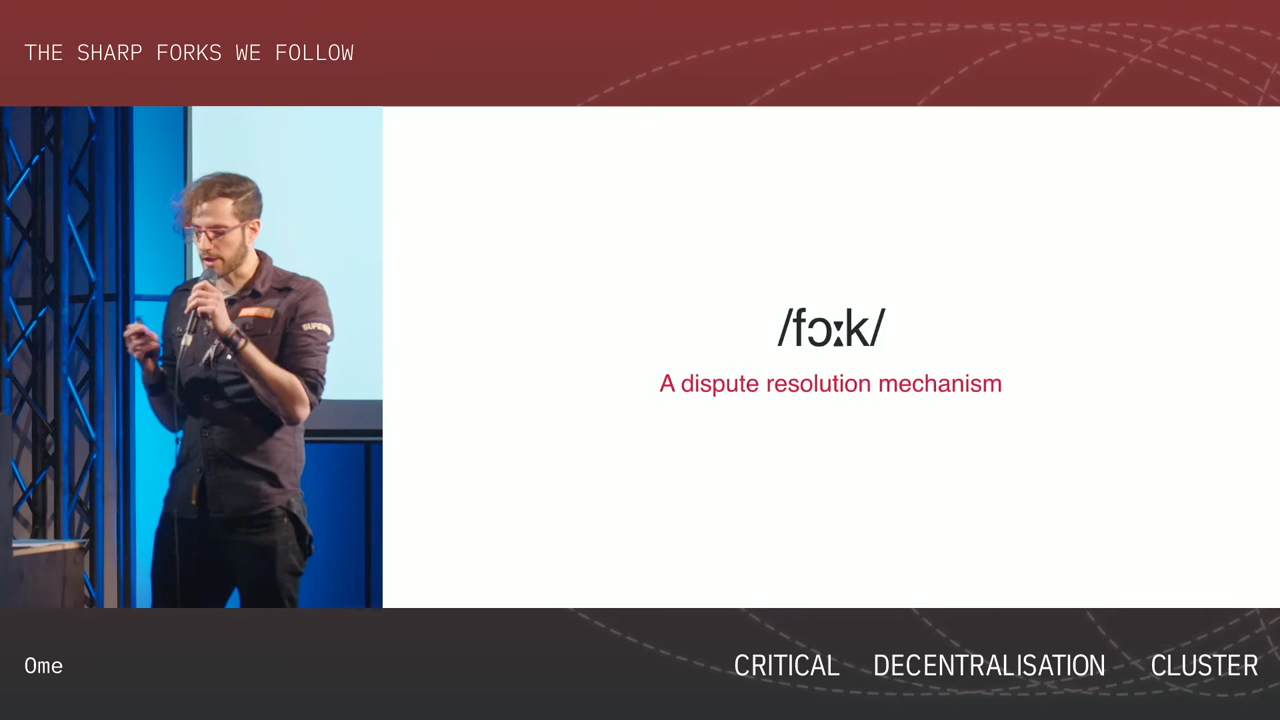 THE SHARP FORKS WE FOLLOW
/fɔːk/
A dispute resolution mechanism
Ome
CRITICAL DECENTRALISATION CLUSTER